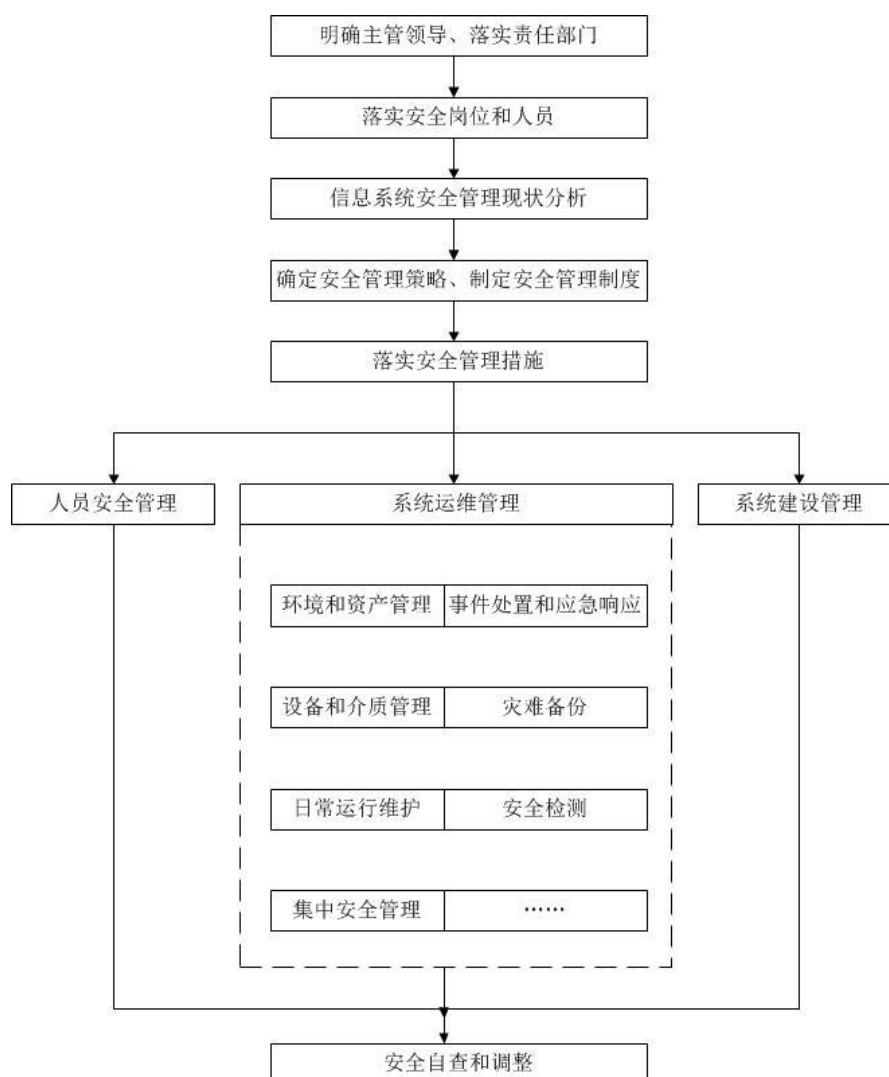 明确主管领导、落实责任部门
落实安全岗位和人员
信息系统安全管理现状分析
确定安全管理策略、制定安全管理制度
落实安全管理措施
人员安全管理
系统运维管理
系统建设管理
环境和资产管理
事件处置和应急响应
设备和介质管理
灾难备份
日常运行维护
安全检测
集中安全管理
……
安全自查和调整